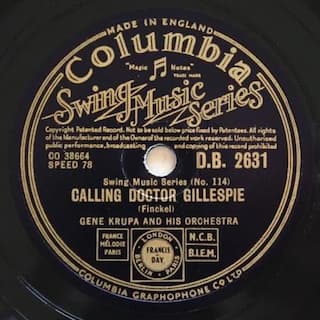 MADE IN ENGLAND
Columbia
"Magic Notes"
TRADE MARK
Swing Music
Series
Copyright Patented Record. Not to be sold below price fixed by Patentees. All rights
of the Manufacturer and of the Owner of the recorded work reserved. Unauthorised
public performance, broadcasting and copying of this record prohibited
CO 38664
SPEED 78
D.B. 2631
Swing Music Series (No. 114)
CALLING DOCTOR GILLESPIE
(Finckel)
GENE KRUPA AND HIS ORCHESTRA
FRANCE
MÉLODIE
PARIS
LONDON
FRANCIS
& DAY
BERLIN PARIS
N.C.B.
B.I.E.M.
COLUMBIA GRAPHOPHONE CO LTD